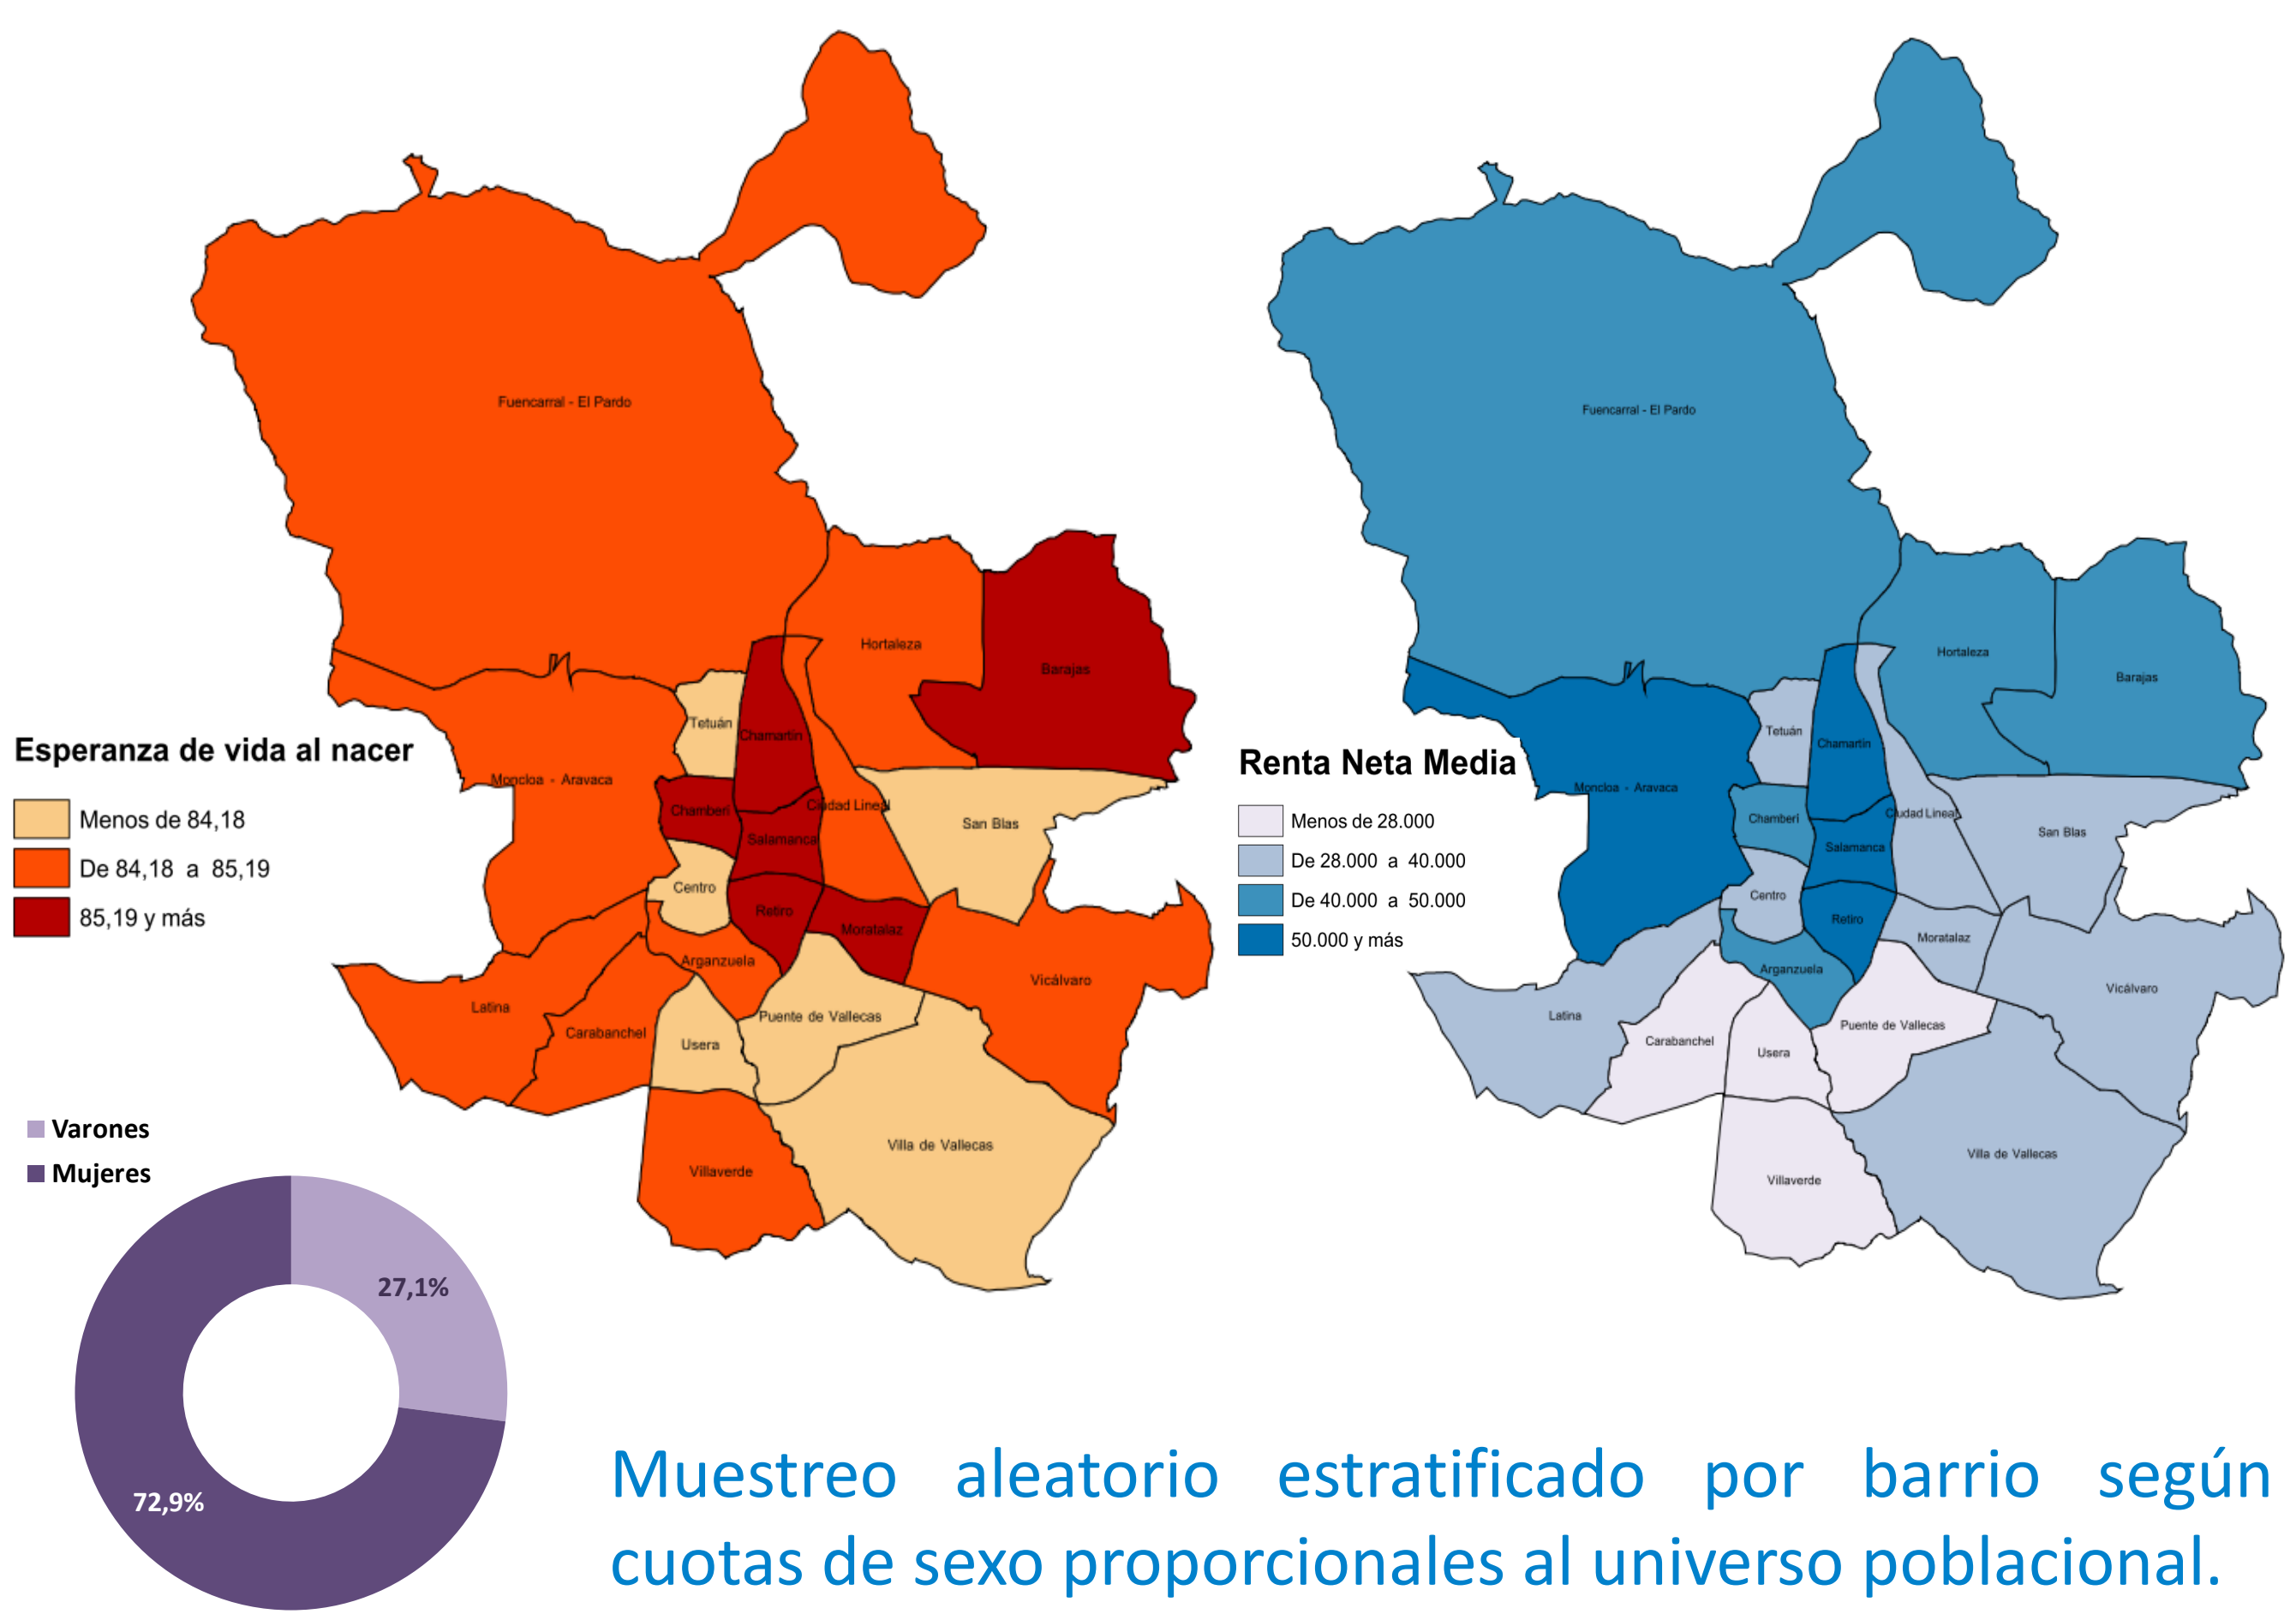 Fuencarral - El Pardo
Hortaleza
Barajas
Tetuán
Chamartín
Moncloa - Aravaca
Chamberí
Ciudad Lineal
San Blas
Salamanca
Centro
Retiro
Moratalaz
Arganzuela
Vicálvaro
Latina
Carabanchel
Puente de Vallecas
Usera
Villa de Vallecas
Villaverde
Esperanza de vida al nacer
Menos de 84,18
De 84,18 a 85,19
85,19 y más
Fuencarral - El Pardo
Hortaleza
Barajas
Tetuán
Chamartín
Moncloa - Aravaca
Chamberí
Ciudad Lineal
San Blas
Salamanca
Centro
Retiro
Moratalaz
Arganzuela
Vicálvaro
Latina
Carabanchel
Puente de Vallecas
Usera
Villa de Vallecas
Villaverde
Renta Neta Media
Menos de 28.000
De 28.000 a 40.000
De 40.000 a 50.000
50.000 y más
Varones
Mujeres
27,1%
72,9%
Muestreo aleatorio estratificado por barrio según
cuotas de sexo proporcionales al universo poblacional.